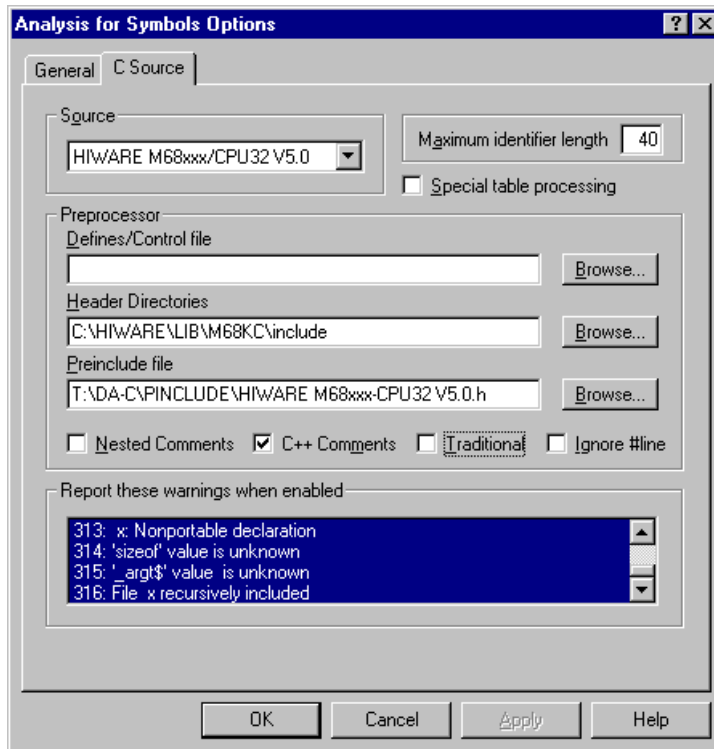 Analysis for Symbols Options
General C Source
Source
HIWARE M68xxx/CPU32 V5.0
Maximum identifier length 40
Special table processing
Preprocessor
Defines/Control file
Browse...
Header Directories
C:\HIWARE\LIB\M68KC\include Browse...
Preinclude file
T:\DA-C\PINCLUDE\HIWARE M68xxx-CPU32 V5.0.h Browse...
Nested Comments C++ Comments Traditional Ignore #line
Report these warnings when enabled
313: x: Nonportable declaration
314: 'sizeof' value is unknown
315: '_argt$' value is unknown
316: File x recursively included
OK Cancel Apply Help